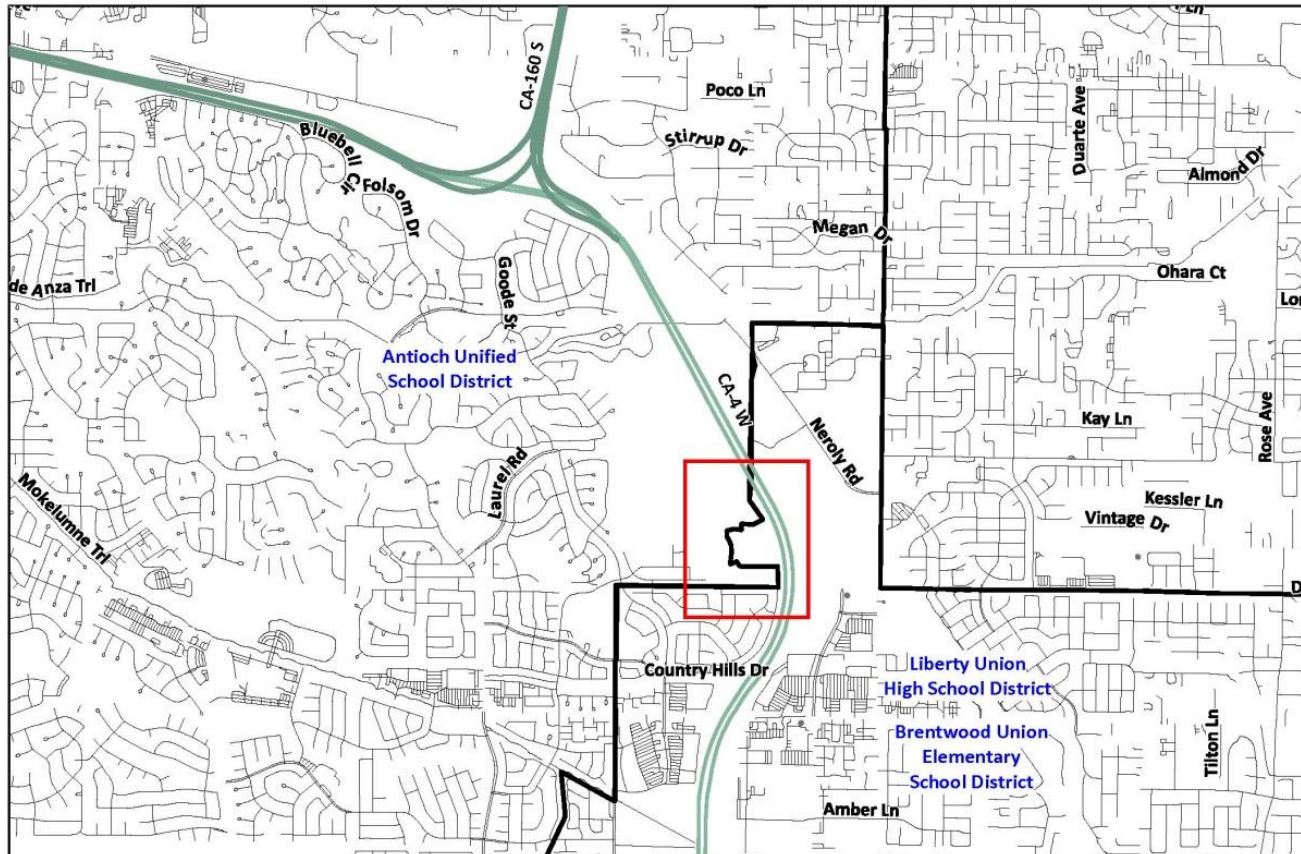 CA-160 S
Poco Ln
Stirrup Dr
Duarte Ave
Almond Dr
Bluebell Cir
Folsom Dr
Megan Dr
Goode St
Ohara Ct
de Anza Trl
Antioch Unified
School District
CA-4 W
Neroly Rd
Kay Ln
Rose Ave
Laurel Rd
Mokelumne Trl
Kessler Ln
Vintage Dr
Country Hills Dr
Liberty Union
High School District
Brentwood Union
Elementary
School District
Tilton Ln
Amber Ln